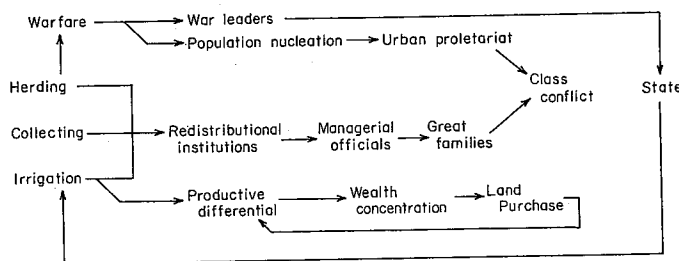 Warfare
War leaders
Population nucleation
Urban proletariat
Herding
Class
conflict
State
Collecting
Redistributional
institutions
Managerial
officials
Great
families
Irrigation
Productive
differential
Wealth
concentration
Land
Purchase